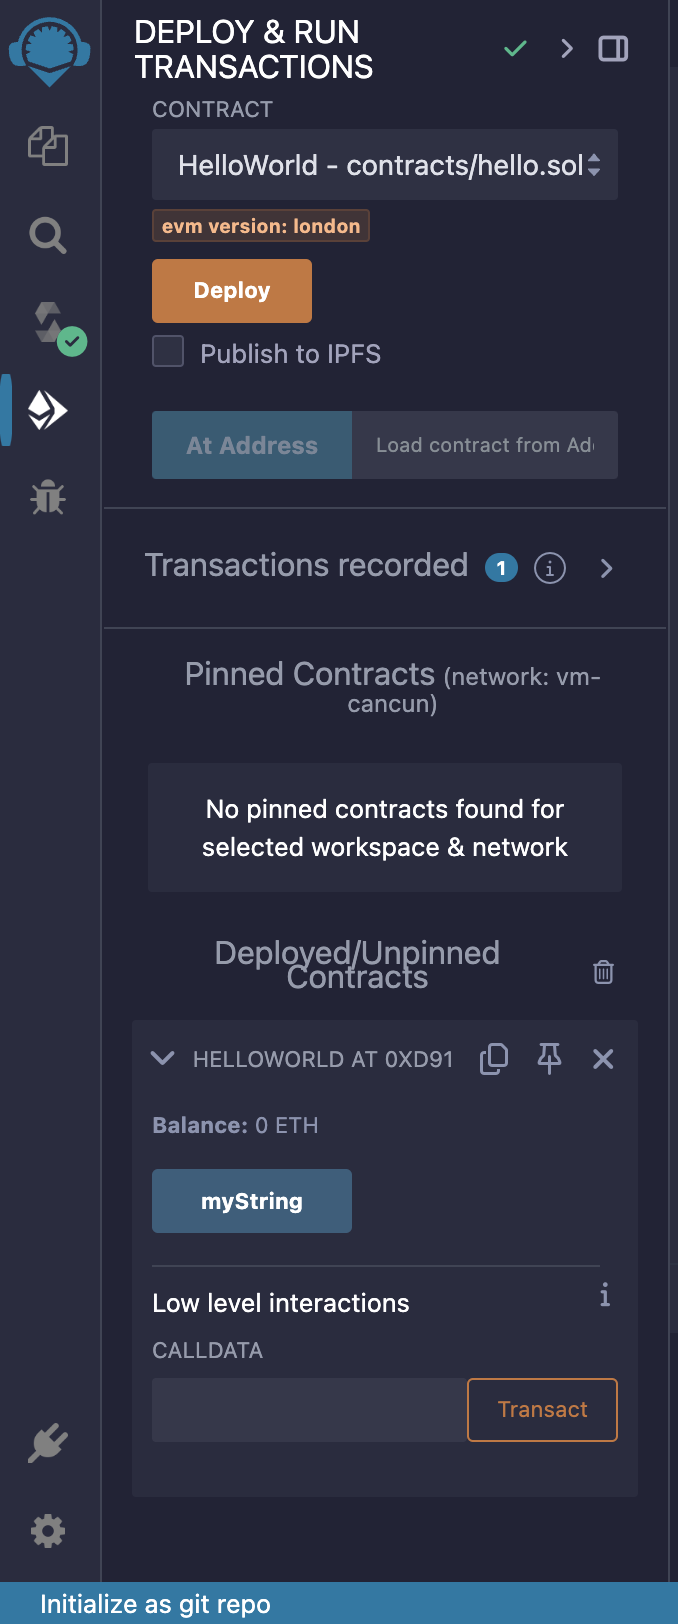 DEPLOY & RUN
TRANSACTIONS
CONTRACT
HelloWorld - contracts/hello.sol
evm version: london
Deploy
Publish to IPFS
At Address
Load contract from Add
Transactions recorded 1
Pinned Contracts (network: vm-
cancun)
No pinned contracts found for
selected workspace & network
Deployed/Unpinned
Contracts
HELLOWORLD AT 0XD91
Balance: 0 ETH
myString
Low level interactions
CALLDATA
Transact
Initialize as git repo